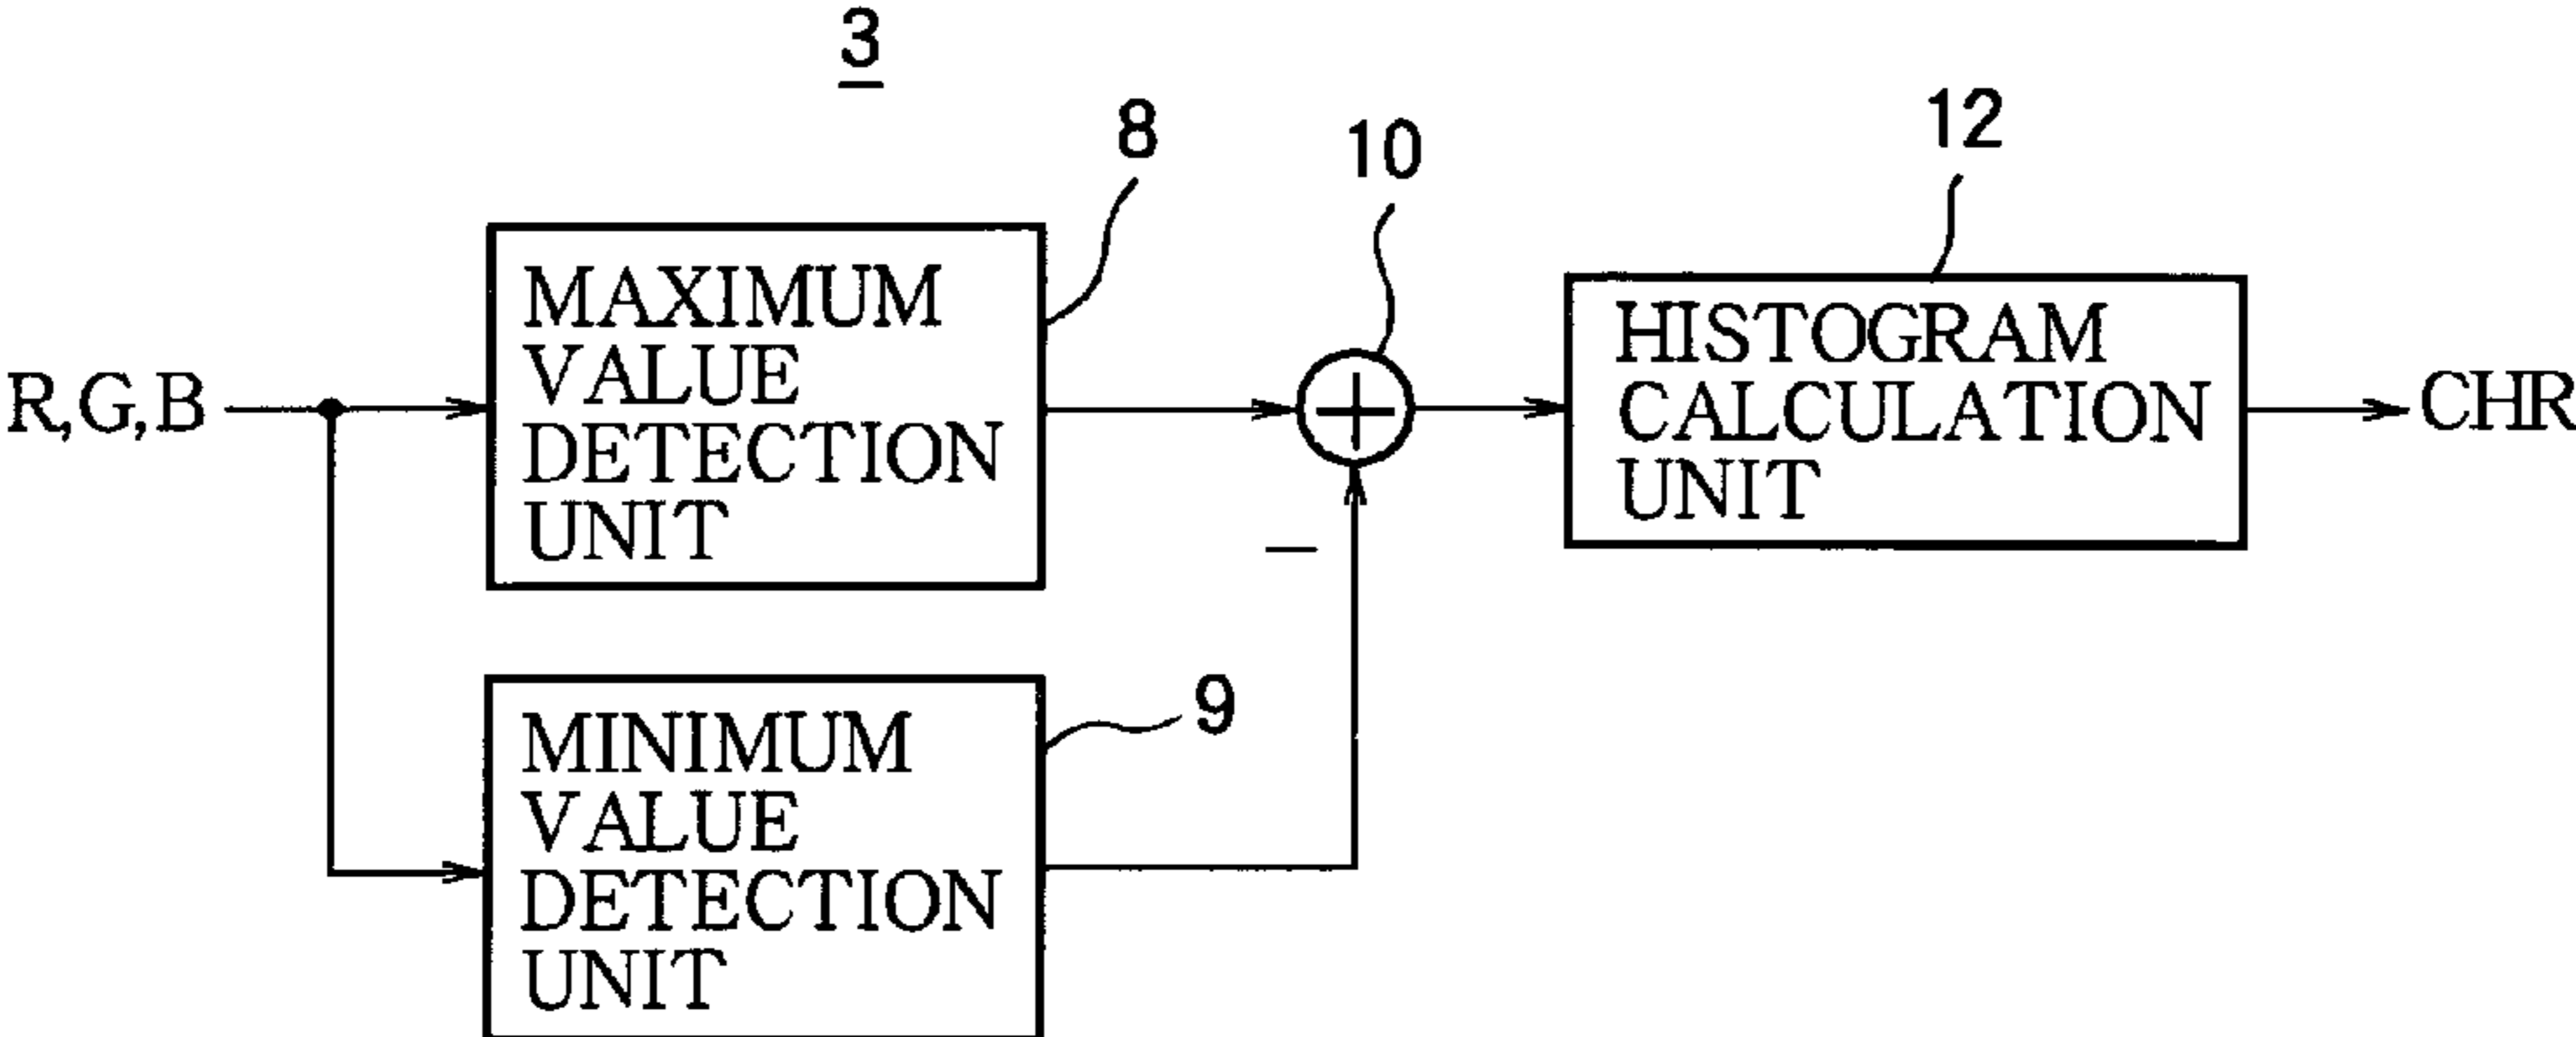 3
8
10
12
R,G,B
MAXIMUM
VALUE
DETECTION
UNIT
+
−
HISTOGRAM
CALCULATION
UNIT
CHR
9
MINIMUM
VALUE
DETECTION
UNIT